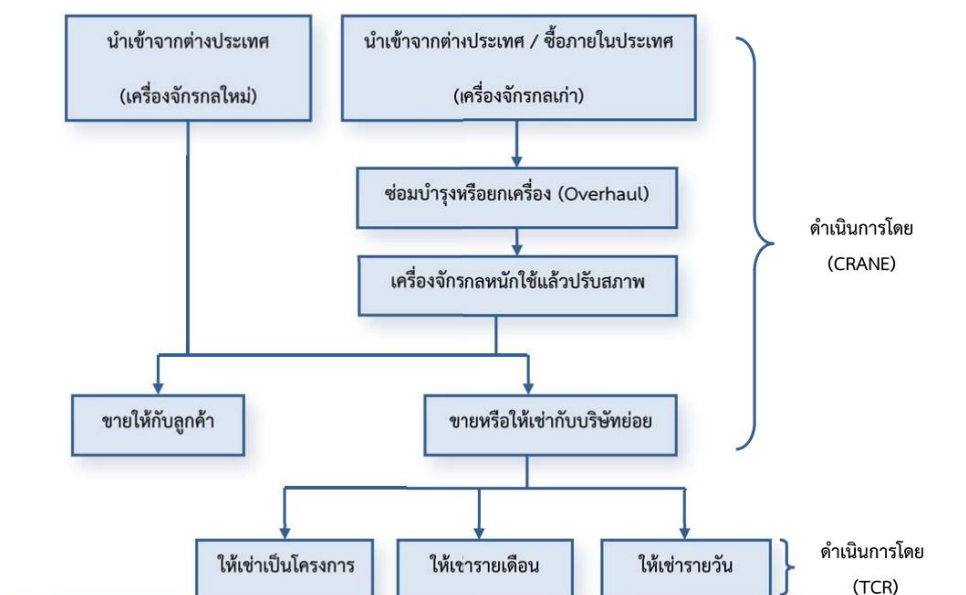 นำเข้าจากต่างประเทศ
(เครื่องจักรกลใหม่)
นำเข้าจากต่างประเทศ / ซื้อภายในประเทศ
(เครื่องจักรกลเก่า)
ซ่อมบำรุงหรือยกเครื่อง (Overhaul)
เครื่องจักรกลหนักใช้แล้วปรับสภาพ
ดำเนินการโดย
(CRANE)
ขายให้กับลูกค้า
ขายหรือให้เช่ากับบริษัทย่อย
ให้เช่าเป็นโครงการ
ให้เช่ารายเดือน
ให้เช่ารายวัน
ดำเนินการโดย
(TCR)